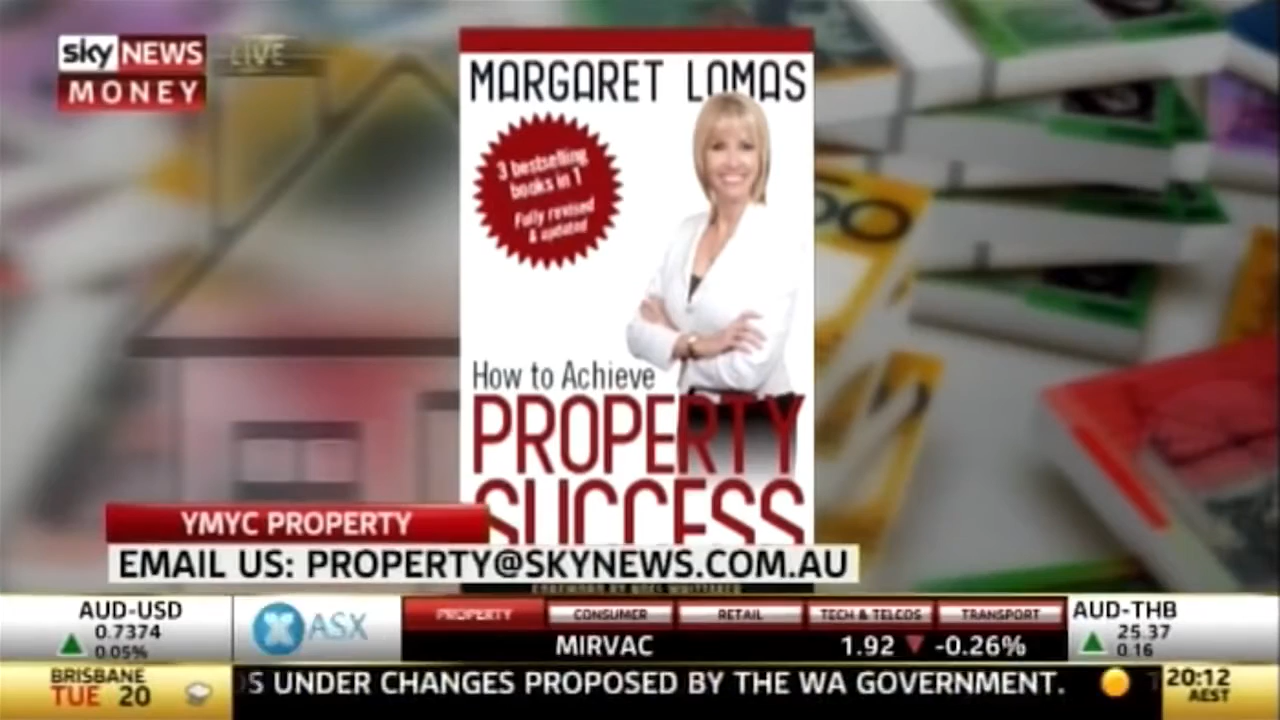 sky NEWS LIVE
MONEY
MARGARET LOMAS
3 bestselling
books in 1
Fully revised
& updated
How to Achieve
PROPERTY
SUCCESS
YMYC PROPERTY
EMAIL US: PROPERTY@SKYNEWS.COM.AU
AUD-USD
0.7374
0.05%
ASX
PROPERTY CONSUMER RETAIL TECH & TELCOS TRANSPORT
MIRVAC 1.92 -0.26%
AUD-THB
25.37
0.16
BRISBANE
TUE 20
S UNDER CHANGES PROPOSED BY THE WA GOVERNMENT.
20:12
AEST